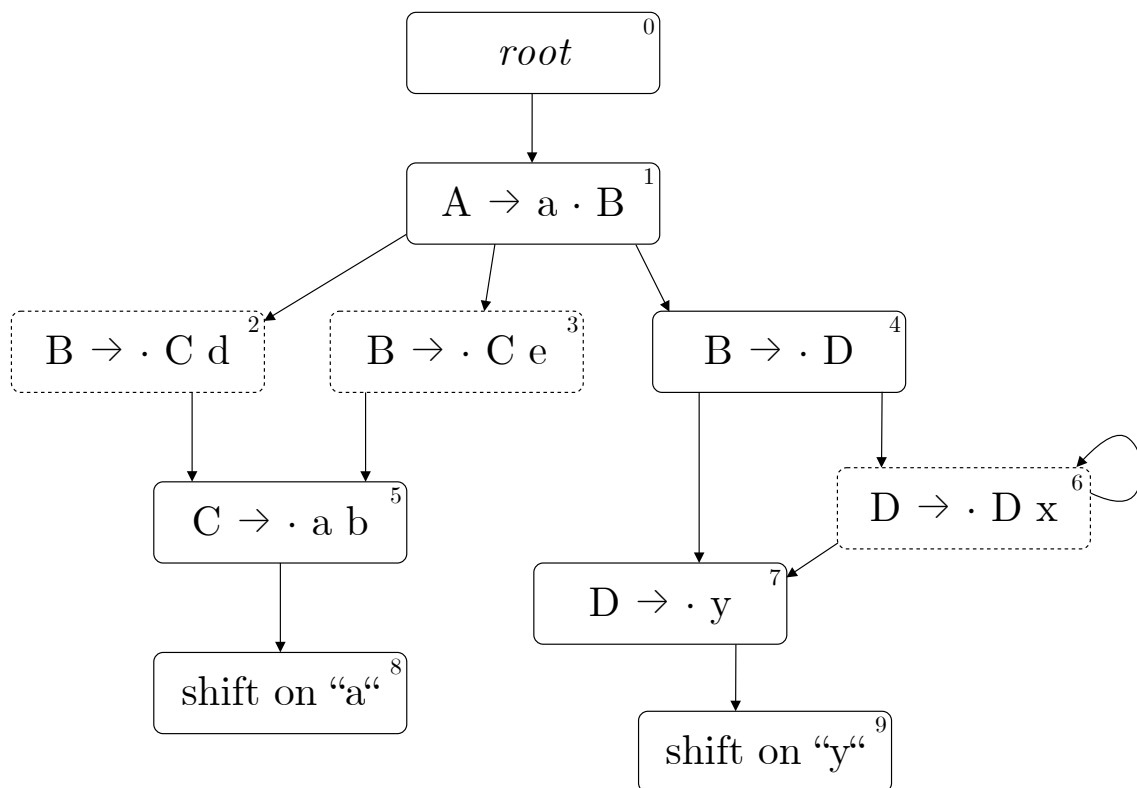 0
root
1
A → a · B
2
B → · C d
3
B → · C e
4
B → · D
5
C → · a b
6
D → · D x
7
D → · y
8
shift on “a“
9
shift on “y“